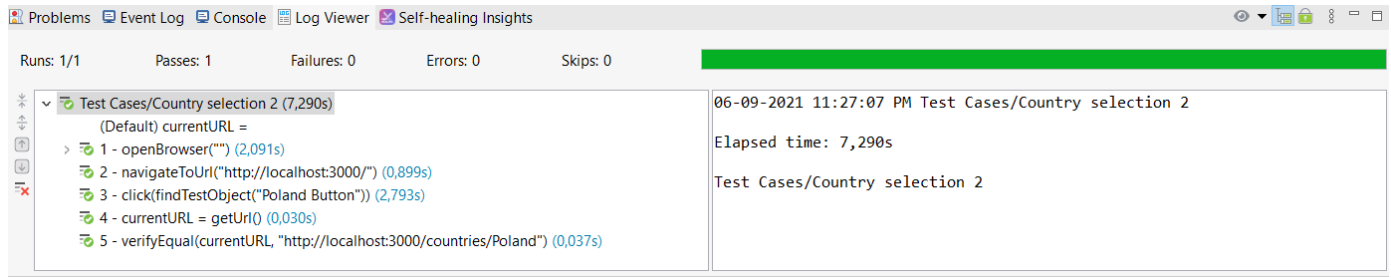 Problems Event Log Console Log Viewer Self-healing Insights
Runs: 1/1 Passes: 1 Failures: 0 Errors: 0 Skips: 0
Test Cases/Country selection 2 (7,290s)
(Default) currentURL =
1 - openBrowser("") (2,091s)
2 - navigateToUrl("http://localhost:3000/") (0,899s)
3 - click(findTestObject("Poland Button")) (2,793s)
4 - currentURL = getUrl() (0,030s)
5 - verifyEqual(currentURL, "http://localhost:3000/countries/Poland") (0,037s)
06-09-2021 11:27:07 PM Test Cases/Country selection 2
Elapsed time: 7,290s
Test Cases/Country selection 2